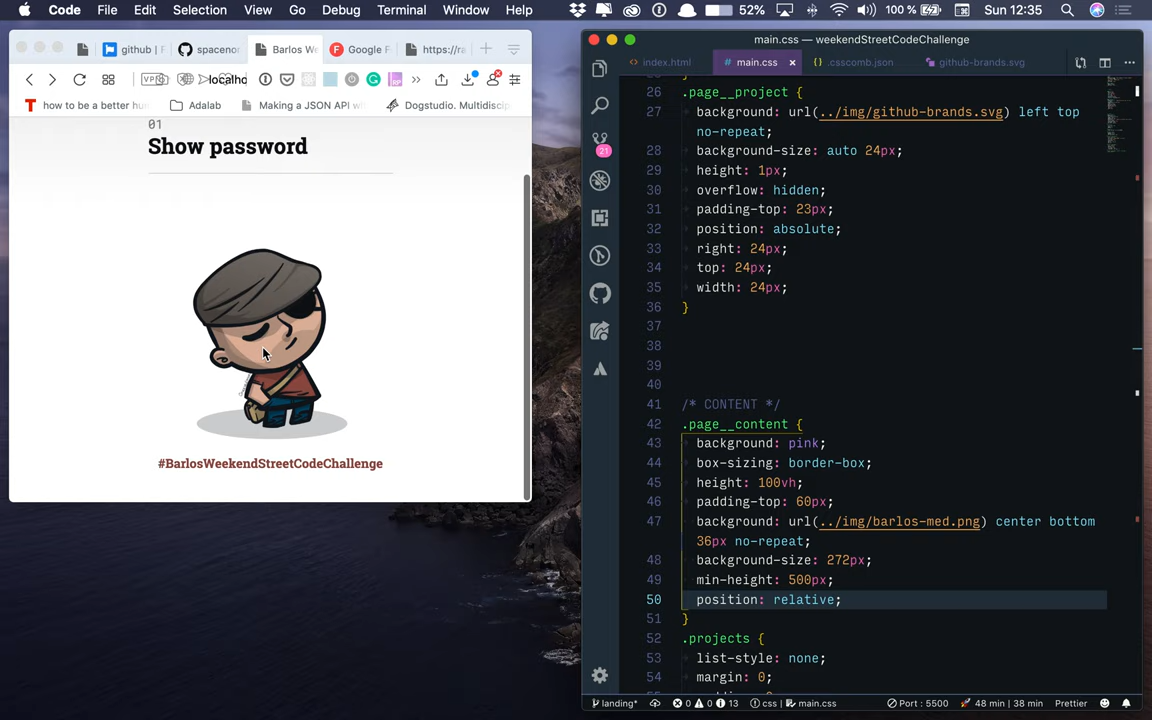 Code File Edit Selection View Go Debug Terminal Window Help 52% 100 % Sun 12:35
github | F
spacenor
Barlos We
Google F
https://ra
VPS
localho
how to be a better hu
Adalab
Making a JSON API wi
Dogstudio. Multidiscip
01
Show password
#BarlosWeekendStreetCodeChallenge
main.css — weekendStreetCodeChallenge
index.html
# main.css ×
.csscomb.json
github-brands.svg
21
26 .page__project {
27 background: url(../img/github-brands.svg) left top
no-repeat;
28 background-size: auto 24px;
29 height: 1px;
30 overflow: hidden;
31 padding-top: 23px;
32 position: absolute;
33 right: 24px;
34 top: 24px;
35 width: 24px;
36 }
37
38
39
40
41 /* CONTENT */
42 .page__content {
43 background: pink;
44 box-sizing: border-box;
45 height: 100vh;
46 padding-top: 60px;
47 background: url(../img/barlos-med.png) center bottom
36px no-repeat;
48 background-size: 272px;
49 min-height: 500px;
50 position: relative;
51 }
52 .projects {
53 list-style: none;
54 margin: 0;
landing* 0 0 13 css | main.css Port : 5500 48 min | 38 min Prettier